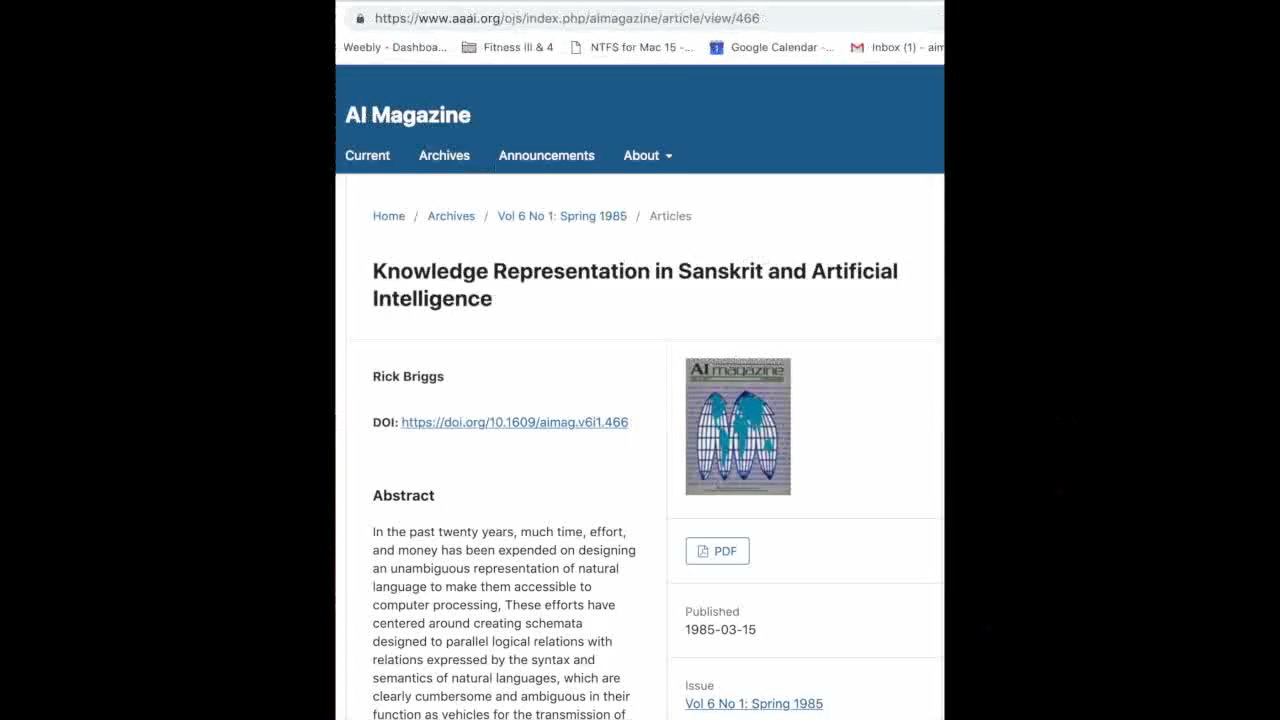 https://www.aaai.org/ojs/index.php/aimagazine/article/view/466
Weebly - Dashboa... Fitness ill & 4 NTFS for Mac 15 -... Google Calendar -... Inbox (1) - aim
AI Magazine
Current Archives Announcements About
Home / Archives / Vol 6 No 1: Spring 1985 / Articles
Knowledge Representation in Sanskrit and Artificial
Intelligence
Rick Briggs
DOI: https://doi.org/10.1609/aimag.v6i1.466
Abstract
In the past twenty years, much time, effort,
and money has been expended on designing
an unambiguous representation of natural
language to make them accessible to
computer processing, These efforts have
centered around creating schemata
designed to parallel logical relations with
relations expressed by the syntax and
semantics of natural languages, which are
clearly cumbersome and ambiguous in their
function as vehicles for the transmission of
AI magazine
PDF
Published
1985-03-15
Issue
Vol 6 No 1: Spring 1985